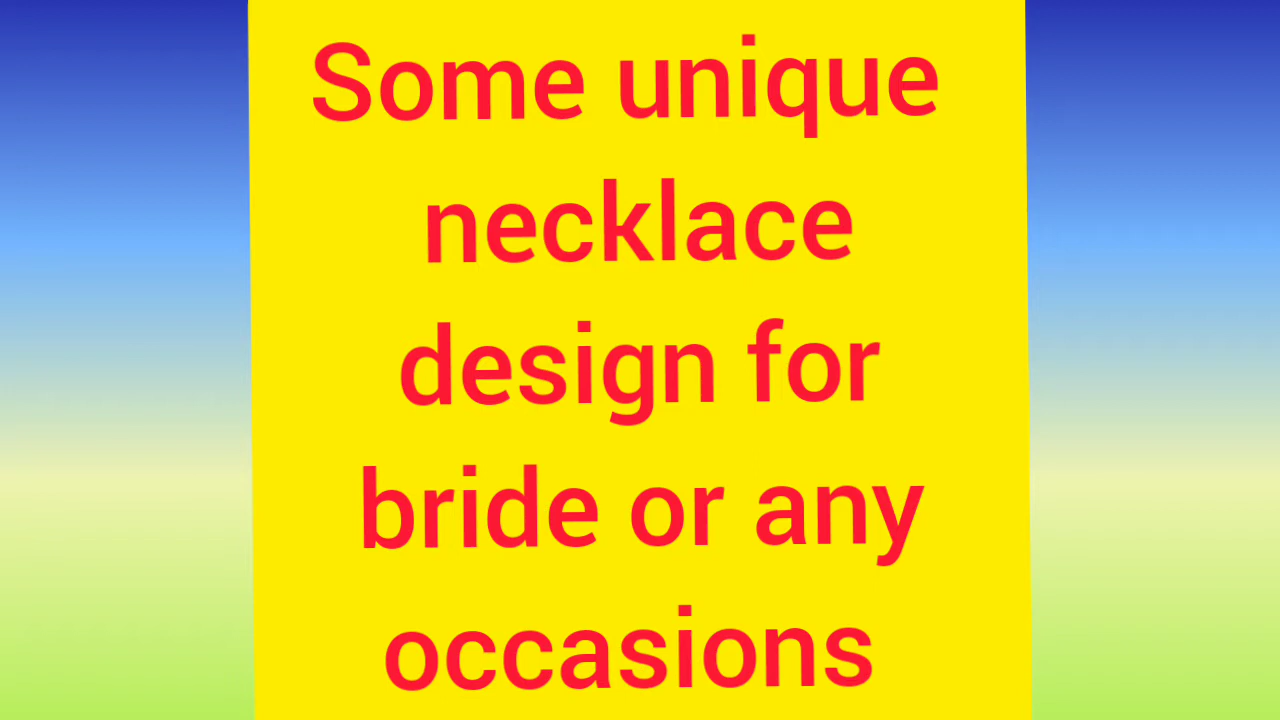 Some unique
necklace
design for
bride or any
occasions